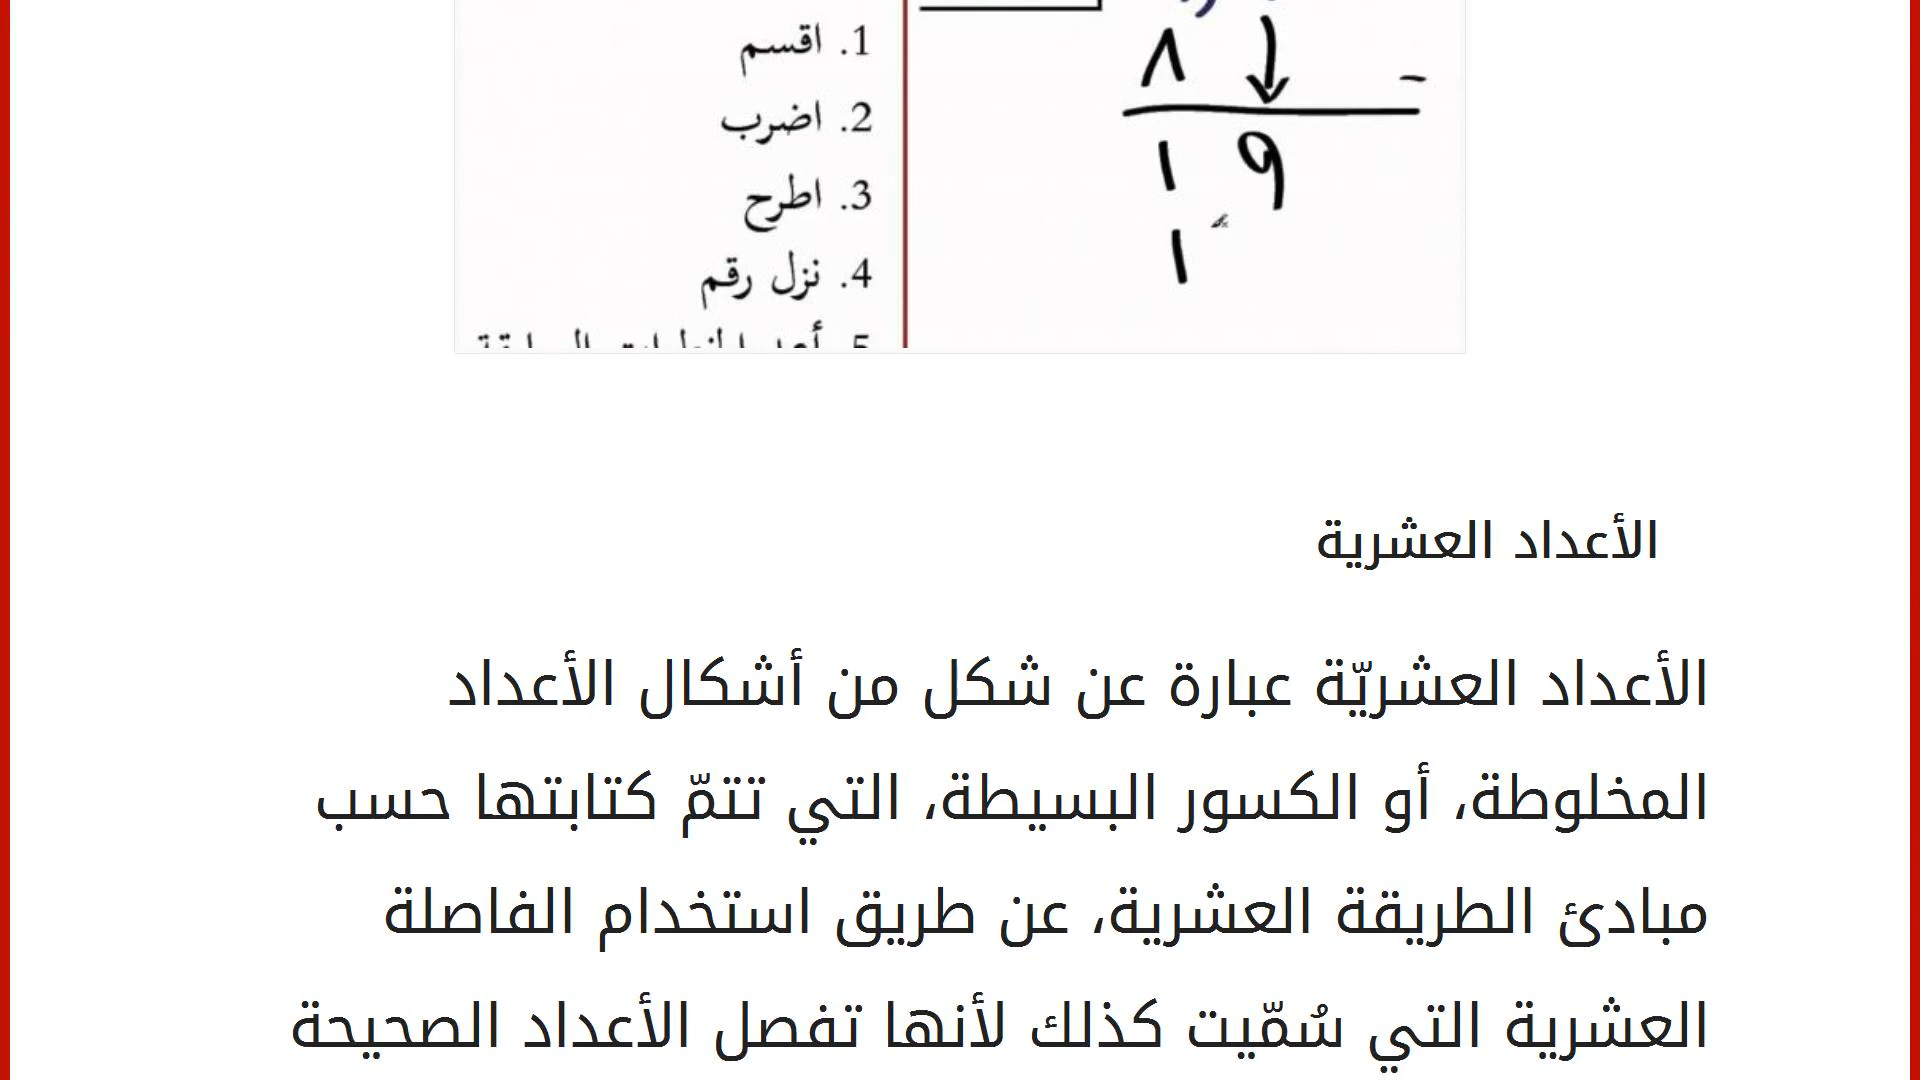 1. اقسم
2. اضرب
3. اطرح
4. نزل رقم
٨
-
١ ٩
١
الأعداد العشرية
الأعداد العشريّة عبارة عن شكل من أشكال الأعداد
المخلوطة، أو الكسور البسيطة، التي تتمّ كتابتها حسب
مبادئ الطريقة العشرية، عن طريق استخدام الفاصلة
العشرية التي سُمّيت كذلك لأنها تفصل الأعداد الصحيحة